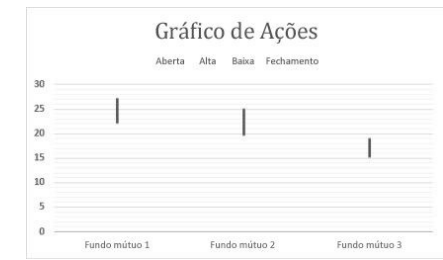 Gráfico de Ações
Aberta Alta Baixa Fechamento
30
25
20
15
10
5
0
Fundo mútuo 1 Fundo mútuo 2 Fundo mútuo 3